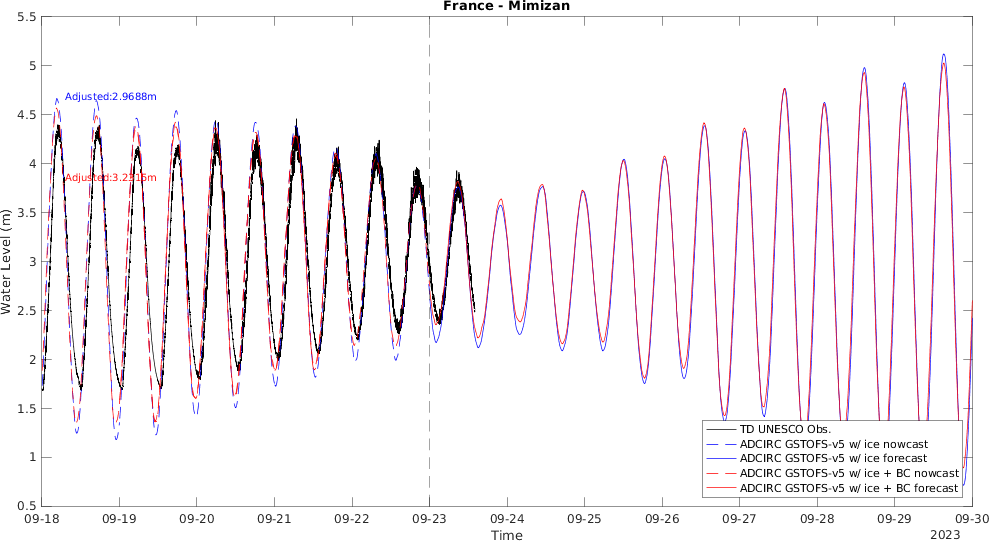 France - Mimizan
5.5
5
4.5
4
3.5
3
2.5
2
1.5
1
0.5
Water Level (m)
Adjusted:2.9688m
Adjusted:3.2315m
TD UNESCO Obs.
ADCIRC GSTOFS-v5 w/ ice nowcast
ADCIRC GSTOFS-v5 w/ ice forecast
ADCIRC GSTOFS-v5 w/ ice + BC nowcast
ADCIRC GSTOFS-v5 w/ ice + BC forecast
09-18 09-19 09-20 09-21 09-22 09-23 09-24 09-25 09-26 09-27 09-28 09-29 09-30
Time
2023